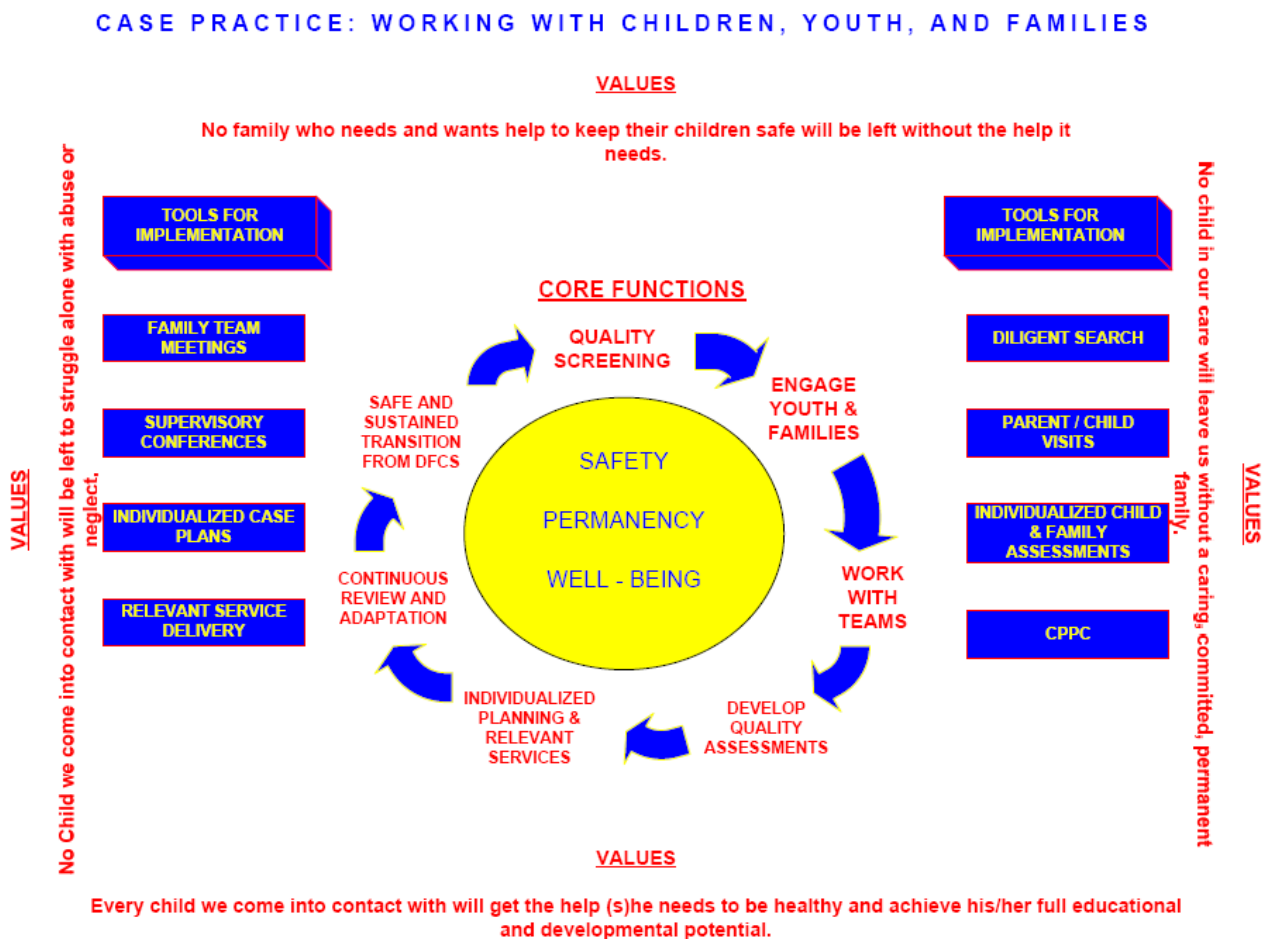 CASE PRACTICE: WORKING WITH CHILDREN, YOUTH, AND FAMILIES
VALUES
No family who needs and wants help to keep their children safe will be left without the help it
needs.
VALUES
No Child we come into contact with will be left to struggle alone with abuse or
neglect.
TOOLS FOR
IMPLEMENTATION
FAMILY TEAM
MEETINGS
SUPERVISORY
CONFERENCES
INDIVIDUALIZED CASE
PLANS
RELEVANT SERVICE
DELIVERY
CORE FUNCTIONS
QUALITY
SCREENING
ENGAGE
YOUTH &
FAMILIES
WORK
WITH
TEAMS
DEVELOP
QUALITY
ASSESSMENTS
INDIVIDUALIZED
PLANNING &
RELEVANT
SERVICES
CONTINUOUS
REVIEW AND
ADAPTATION
SAFE AND
SUSTAINED
TRANSITION
FROM DFCS
SAFETY
PERMANENCY
WELL - BEING
TOOLS FOR
IMPLEMENTATION
DILIGENT SEARCH
PARENT / CHILD
VISITS
INDIVIDUALIZED CHILD
& FAMILY
ASSESSMENTS
CPPC
No child in our care will leave us without a caring, committed, permanent
family.
VALUES
VALUES
Every child we come into contact with will get the help (s)he needs to be healthy and achieve his/her full educational
and developmental potential.